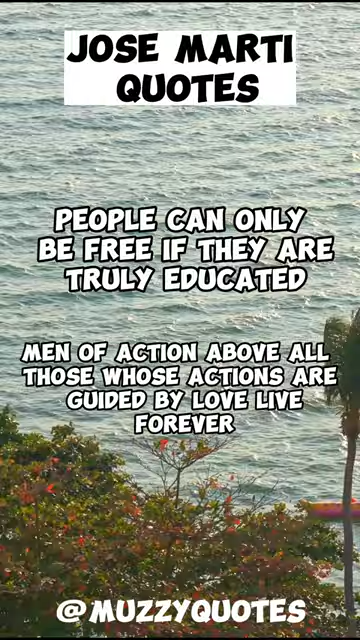 JOSE MARTI
QUOTES
PEOPLE CAN ONLY
BE FREE IF THEY ARE
TRULY EDUCATED
MEN OF ACTION ABOVE ALL
THOSE WHOSE ACTIONS ARE
GUIDED BY LOVE LIVE
FOREVER
@MUZZYQUOTES